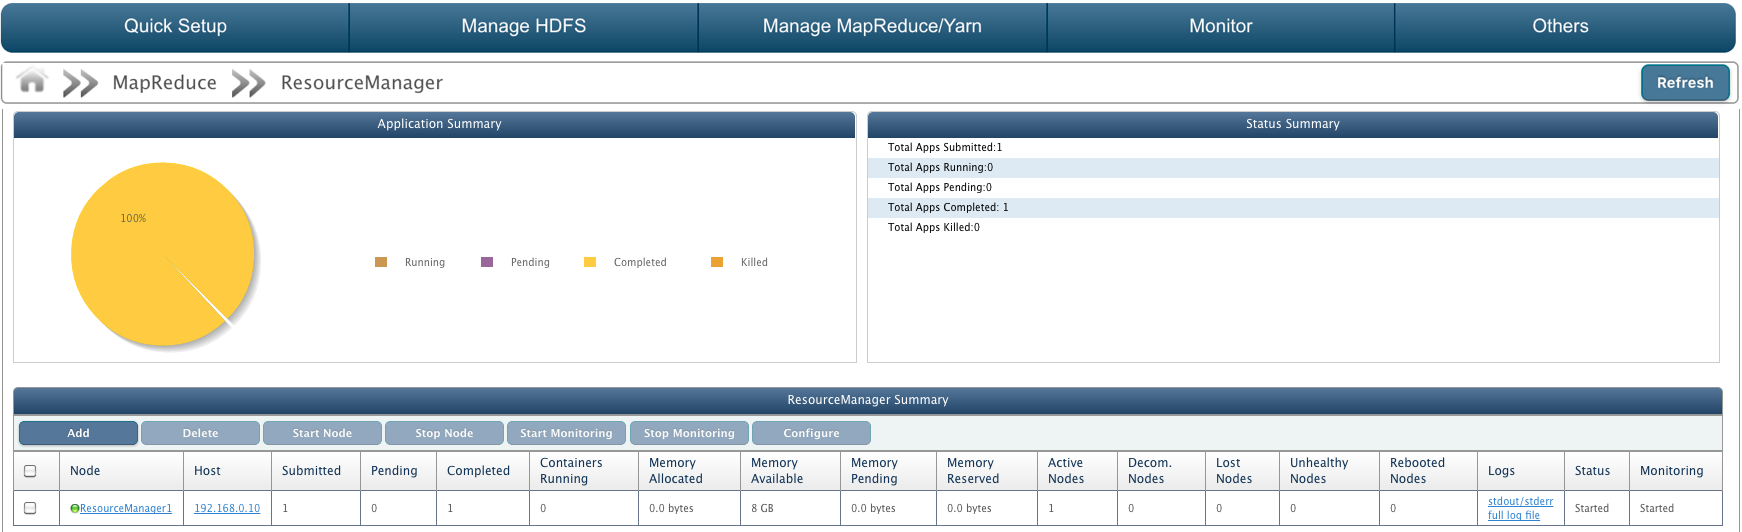 Quick Setup Manage HDFS Manage MapReduce/Yarn Monitor Others
MapReduce ResourceManager Refresh
Application Summary
100%
Running Pending Completed Killed
Status Summary
Total Apps Submitted:1
Total Apps Running:0
Total Apps Pending:0
Total Apps Completed: 1
Total Apps Killed:0
ResourceManager Summary
Add Delete Start Node Stop Node Start Monitoring Stop Monitoring Configure
Node Host Submitted Pending Completed Containers Running Memory Allocated Memory Available Memory Pending Memory Reserved Active Nodes Decom. Nodes Lost Nodes Unhealthy Nodes Rebooted Nodes Logs Status Monitoring
ResourceManager1 192.168.0.10 1 0 1 0 0.0 bytes 8 GB 0.0 bytes 0.0 bytes 1 0 0 0 0 stdout/stderr full log file Started Started